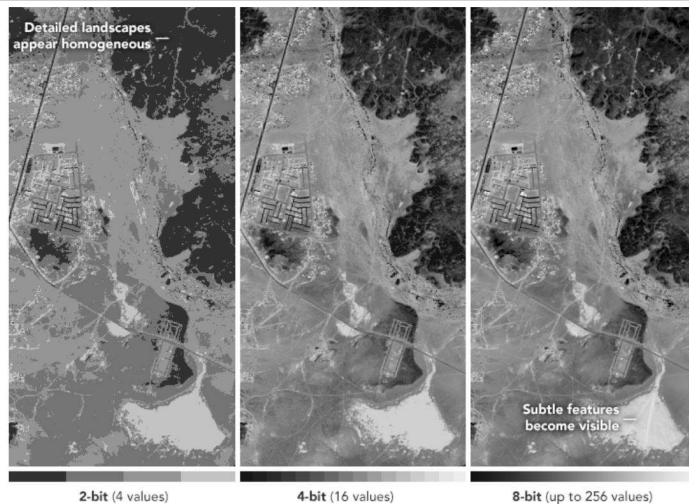 Detailed landscapes
appear homogeneous
Subtle features
become visible
2-bit (4 values)
4-bit (16 values)
8-bit (up to 256 values)